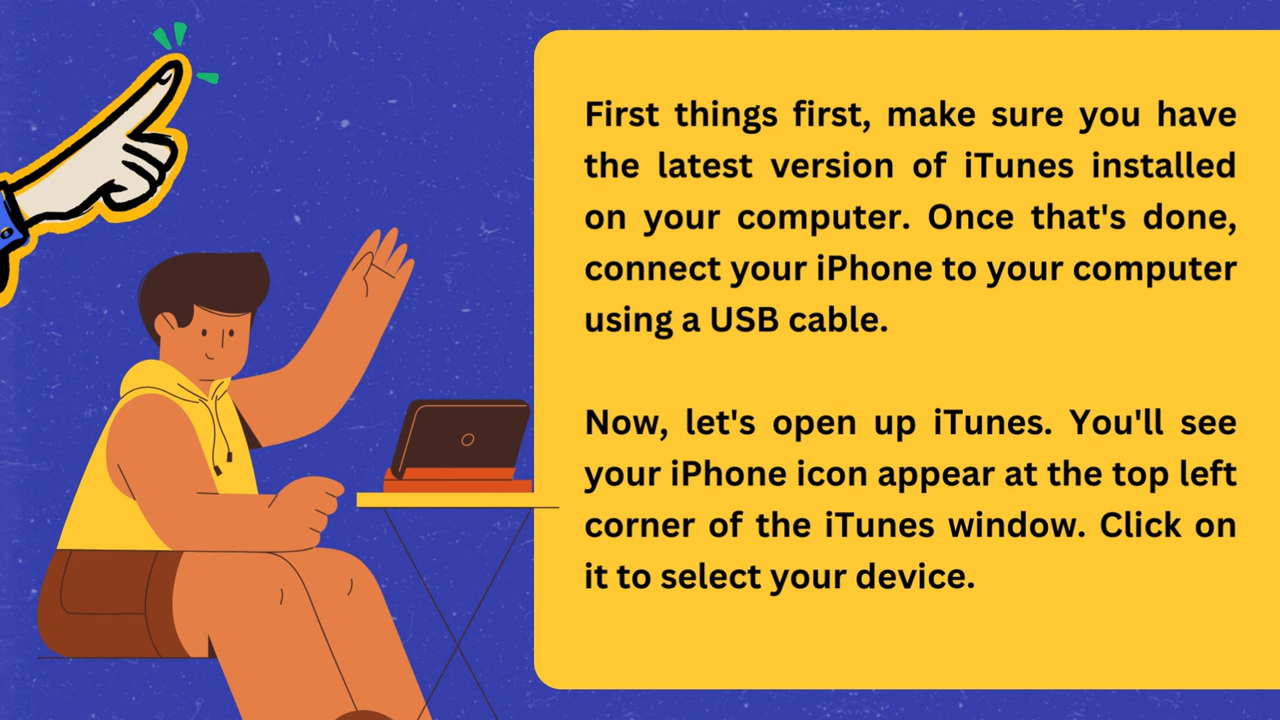 First things first, make sure you have
the latest version of iTunes installed
on your computer. Once that's done,
connect your iPhone to your computer
using a USB cable.
Now, let's open up iTunes. You'll see
your iPhone icon appear at the top left
corner of the iTunes window. Click on
it to select your device.